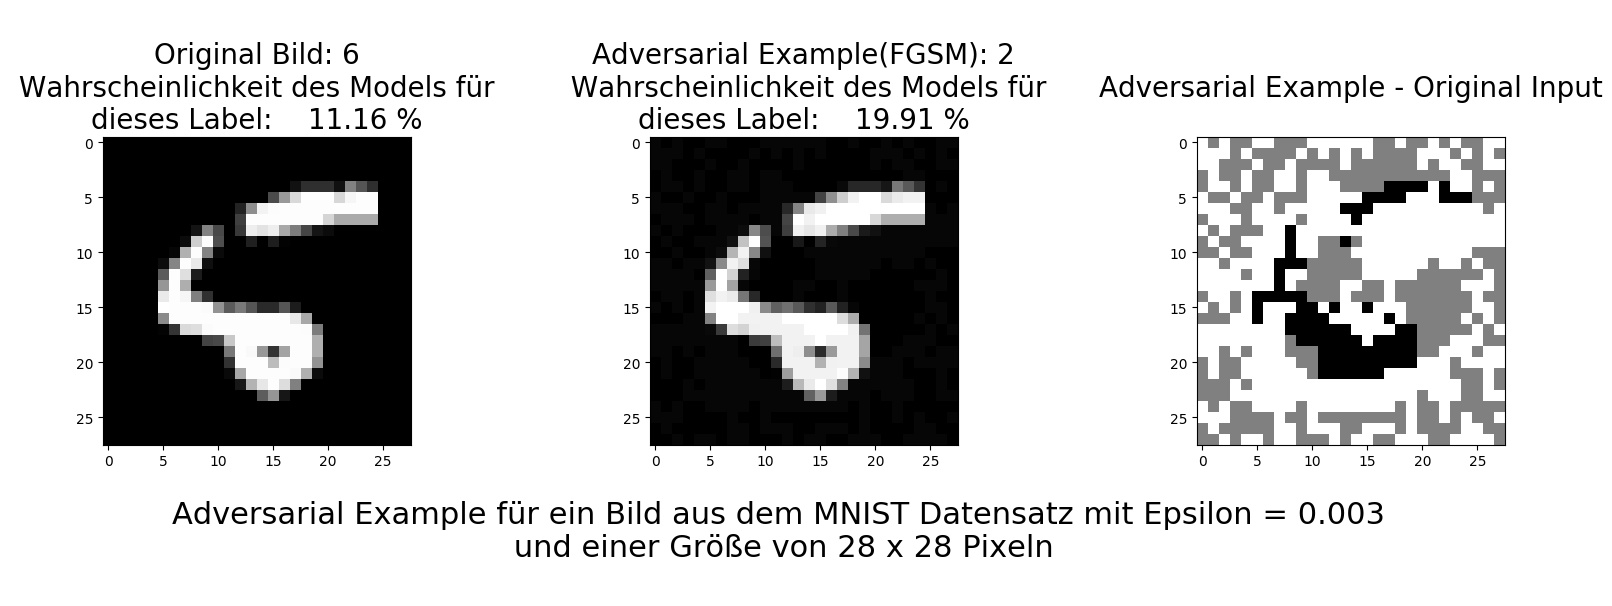 Original Bild: 6
Wahrscheinlichkeit des Models für
dieses Label: 11.16 %
0
5
10
15
20
25
0 5 10 15 20 25
Adversarial Example(FGSM): 2
Wahrscheinlichkeit des Models für
dieses Label: 19.91 %
0
5
10
15
20
25
0 5 10 15 20 25
Adversarial Example - Original Input
0
5
10
15
20
25
0 5 10 15 20 25
Adversarial Example für ein Bild aus dem MNIST Datensatz mit Epsilon = 0.003
und einer Größe von 28 x 28 Pixeln